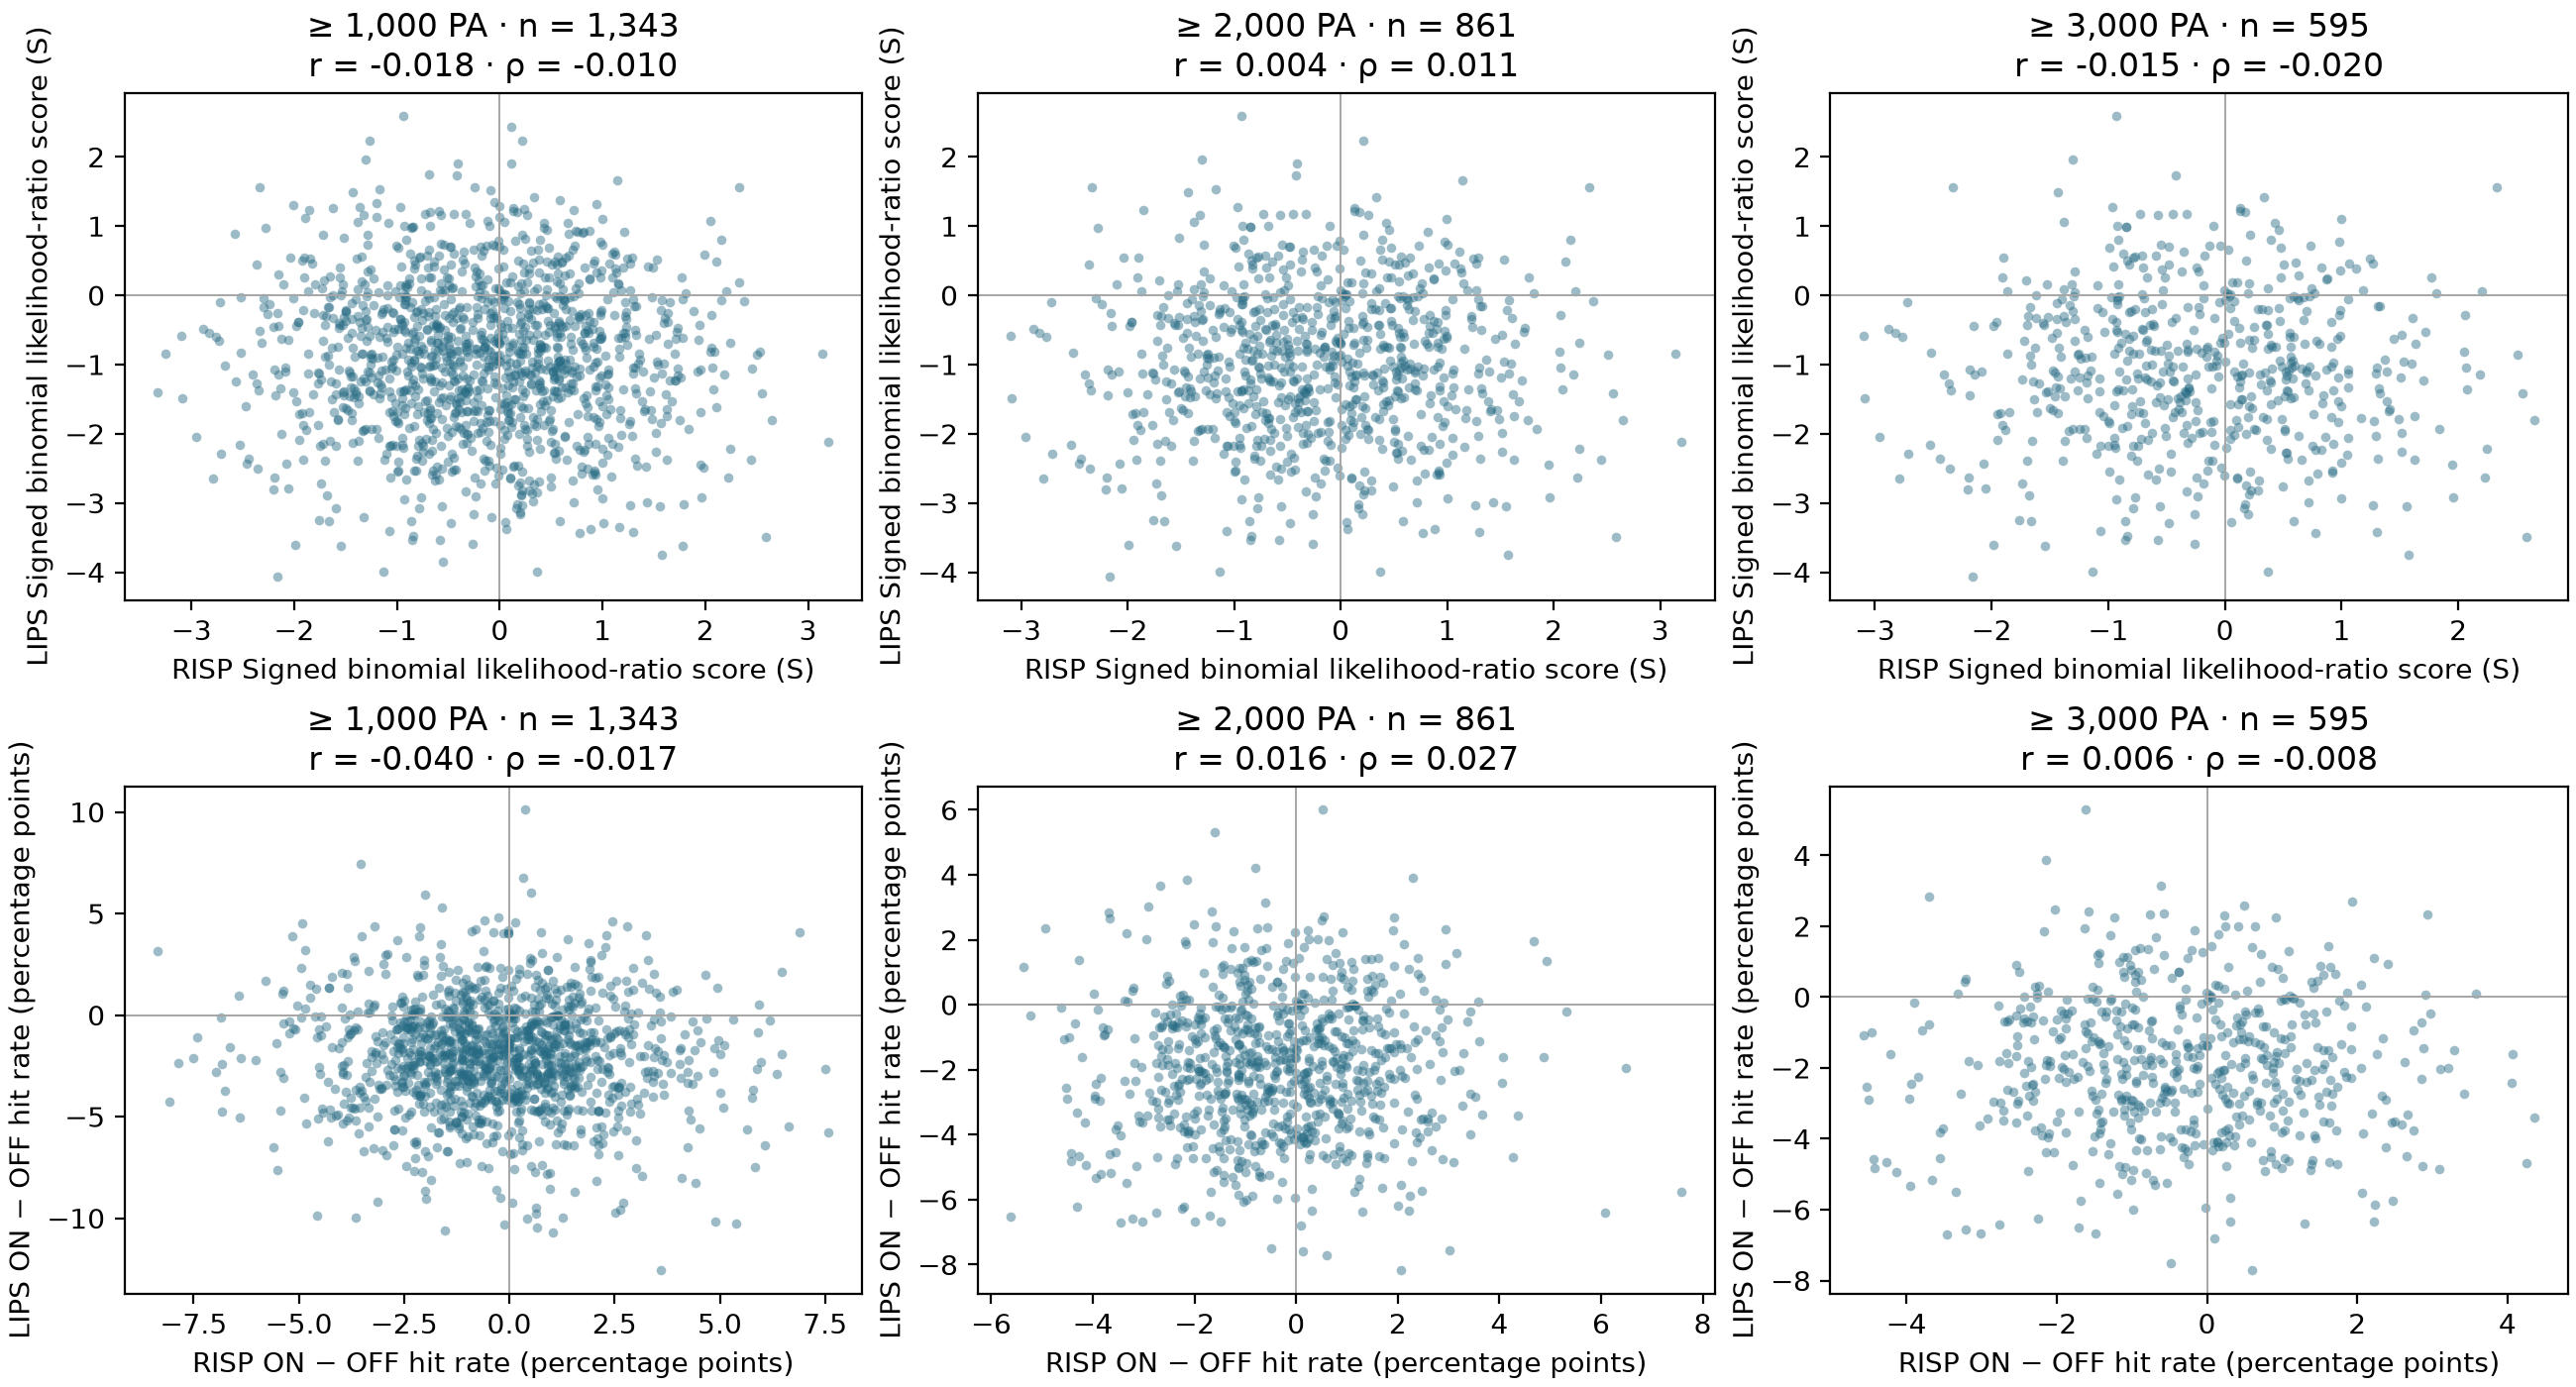 ≥ 1,000 PA · n = 1,343
r = -0.018 · ρ = -0.010
LIPS Signed binomial likelihood-ratio score (S)
2
1
0
−1
−2
−3
−4
−3 −2 −1 0 1 2 3
RISP Signed binomial likelihood-ratio score (S)
≥ 2,000 PA · n = 861
r = 0.004 · ρ = 0.011
LIPS Signed binomial likelihood-ratio score (S)
2
1
0
−1
−2
−3
−4
−3 −2 −1 0 1 2 3
RISP Signed binomial likelihood-ratio score (S)
≥ 3,000 PA · n = 595
r = -0.015 · ρ = -0.020
LIPS Signed binomial likelihood-ratio score (S)
2
1
0
−1
−2
−3
−4
−3 −2 −1 0 1 2
RISP Signed binomial likelihood-ratio score (S)
≥ 1,000 PA · n = 1,343
r = -0.040 · ρ = -0.017
LIPS ON − OFF hit rate (percentage points)
10
5
0
−5
−10
−7.5 −5.0 −2.5 0.0 2.5 5.0 7.5
RISP ON − OFF hit rate (percentage points)
≥ 2,000 PA · n = 861
r = 0.016 · ρ = 0.027
LIPS ON − OFF hit rate (percentage points)
6
4
2
0
−2
−4
−6
−8
−6 −4 −2 0 2 4 6 8
RISP ON − OFF hit rate (percentage points)
≥ 3,000 PA · n = 595
r = 0.006 · ρ = -0.008
LIPS ON − OFF hit rate (percentage points)
4
2
0
−2
−4
−6
−8
−4 −2 0 2 4
RISP ON − OFF hit rate (percentage points)